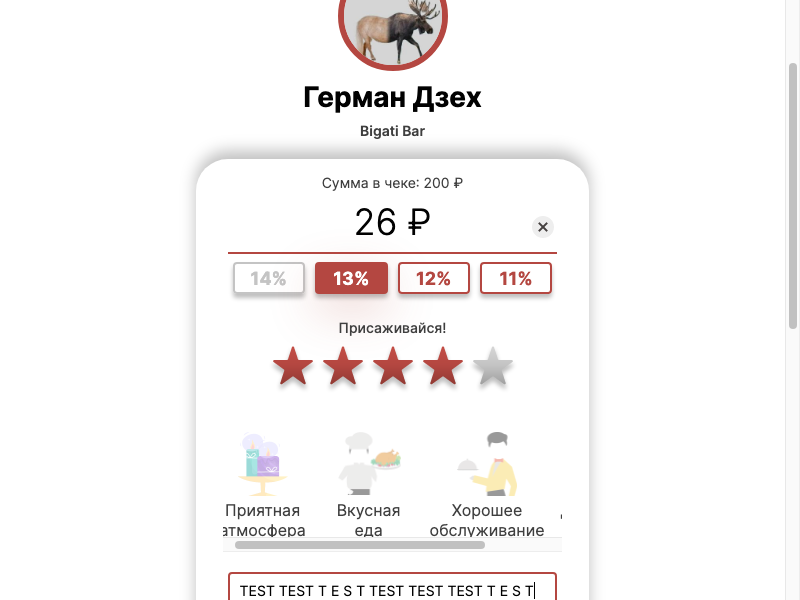 Герман Дзех
Bigati Bar
Сумма в чеке: 200 ₽
26 ₽
14% 13% 12% 11%
Присаживайся!
Приятная атмосфера
Вкусная еда
Хорошее обслуживание
TEST TEST T E S T TEST TEST TEST T E S T